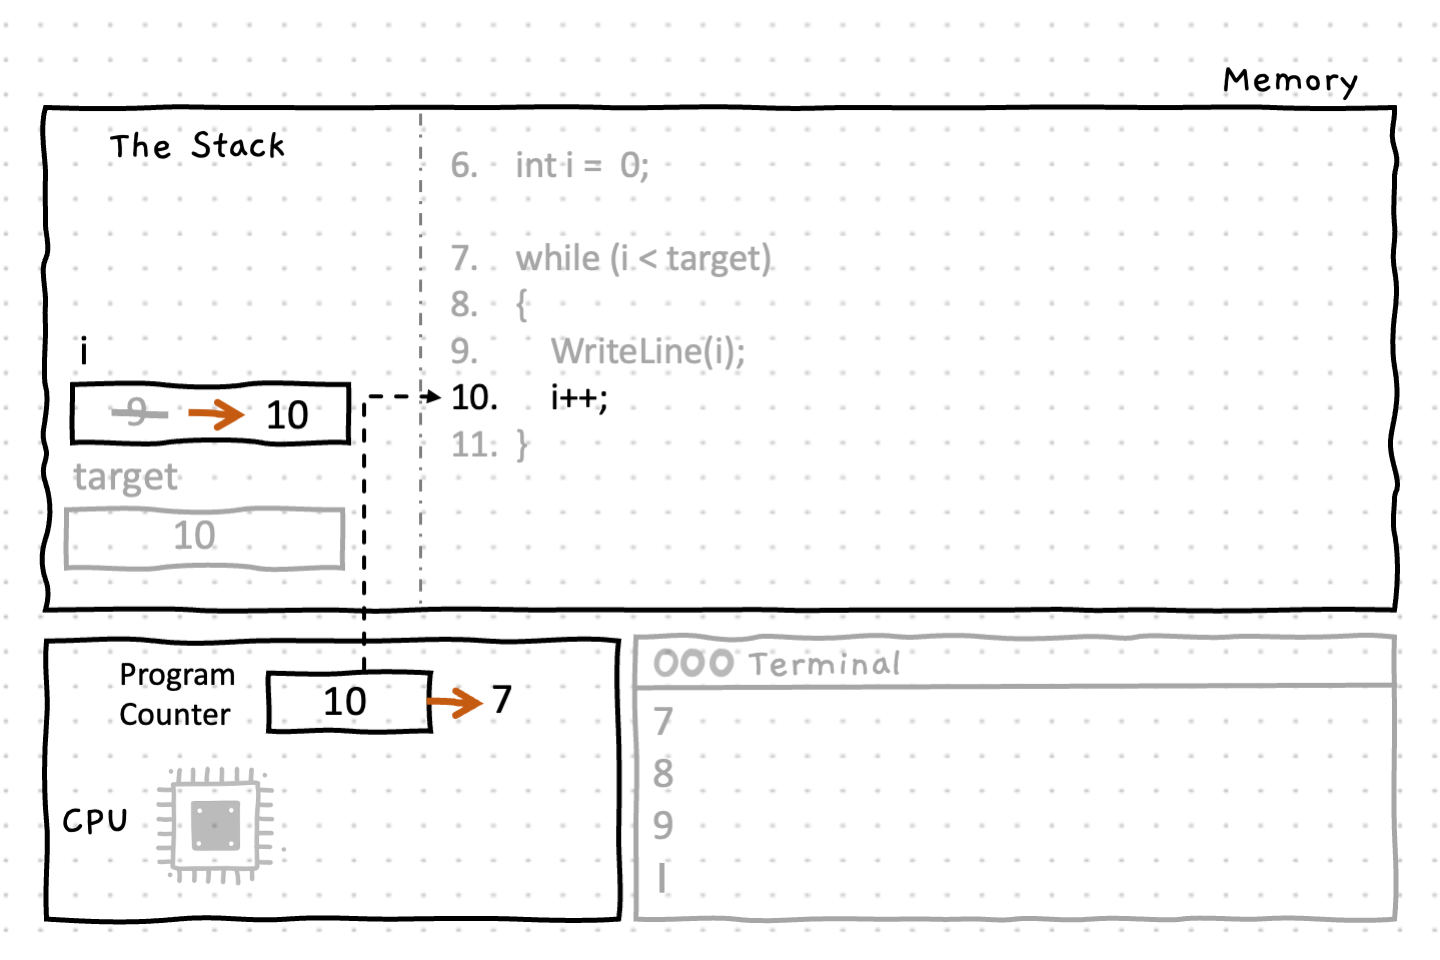 Memory
The Stack
6. int i = 0;
7. while (i < target)
8. {
i
9. WriteLine(i);
9 → 10
10. i++;
11. }
target
10
Program
Counter
10 → 7
CPU
Terminal
7
8
9